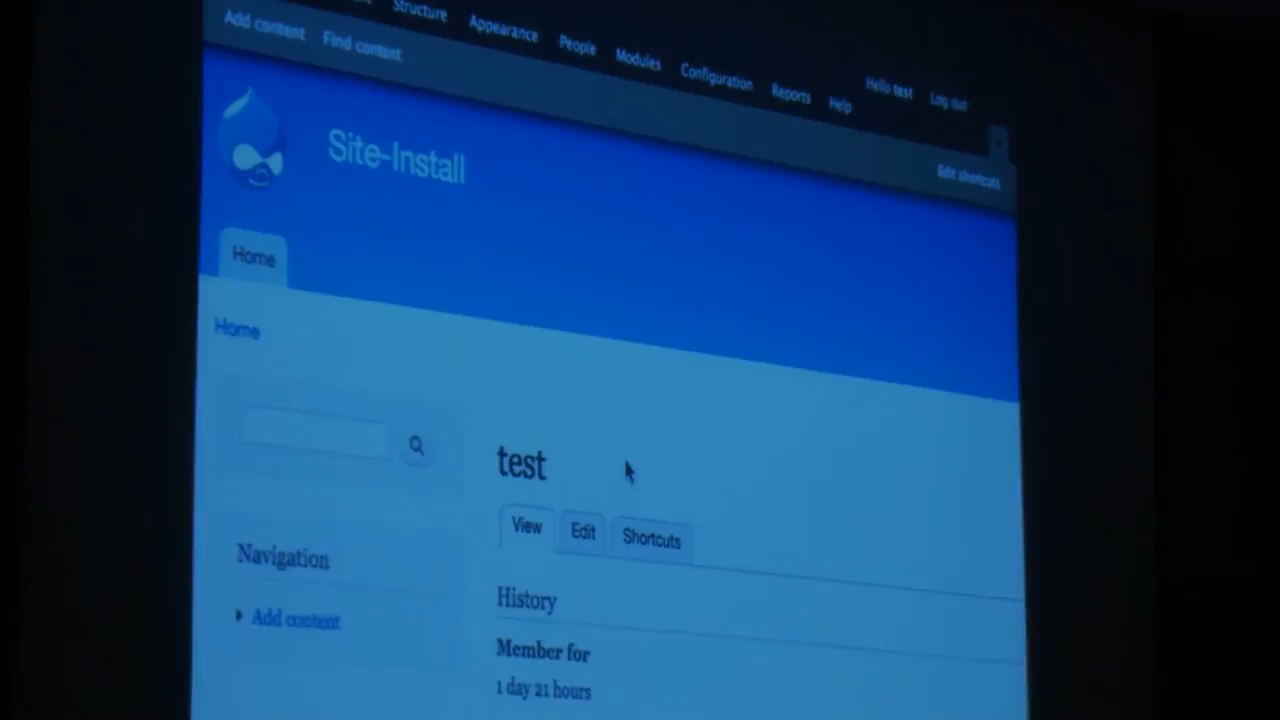 Structure Appearance People Modules Configuration Reports Help Hello test Log out
Add content Find content Edit shortcuts
Site-Install
Home
Home
test
View Edit Shortcuts
Navigation
Add content
History
Member for
1 day 21 hours